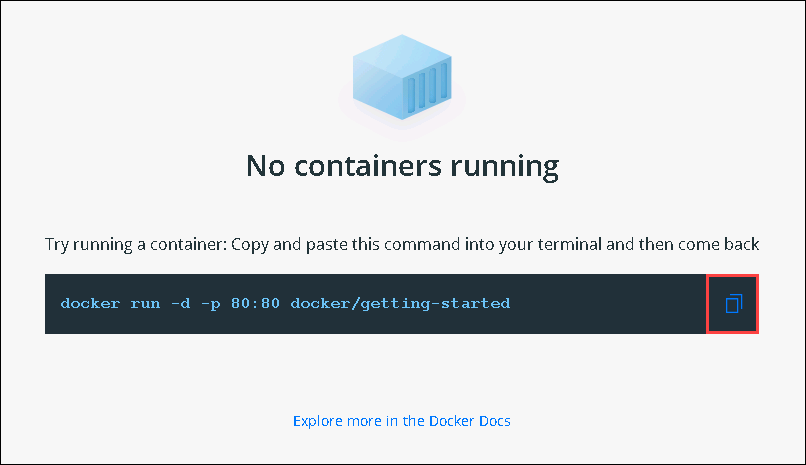 No containers running
Try running a container: Copy and paste this command into your terminal and then come back
docker run -d -p 80:80 docker/getting-started
Explore more in the Docker Docs